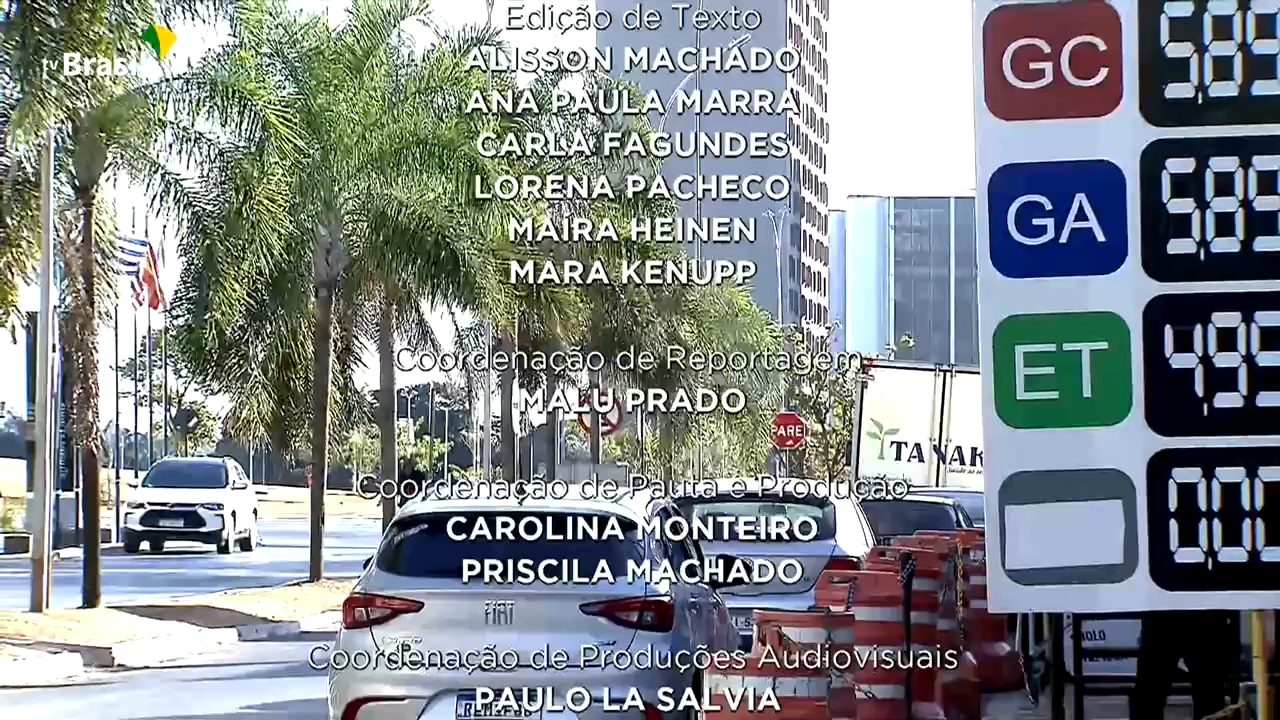 tv Brasil
Edição de Texto
ALISSON MACHADO
ANA PAULA MARRA
CARLA FAGUNDES
LORENA PACHECO
MAIRA HEINEN
MARA KENUPP
Coordenação de Reportagem
MALU PRADO
Coordenação de Pauta e Produção
CAROLINA MONTEIRO
PRISCILA MACHADO
Coordenação de Produções Audiovisuais
PAULO LA SALVIA
GC
GA
ET
PARE
FIAT